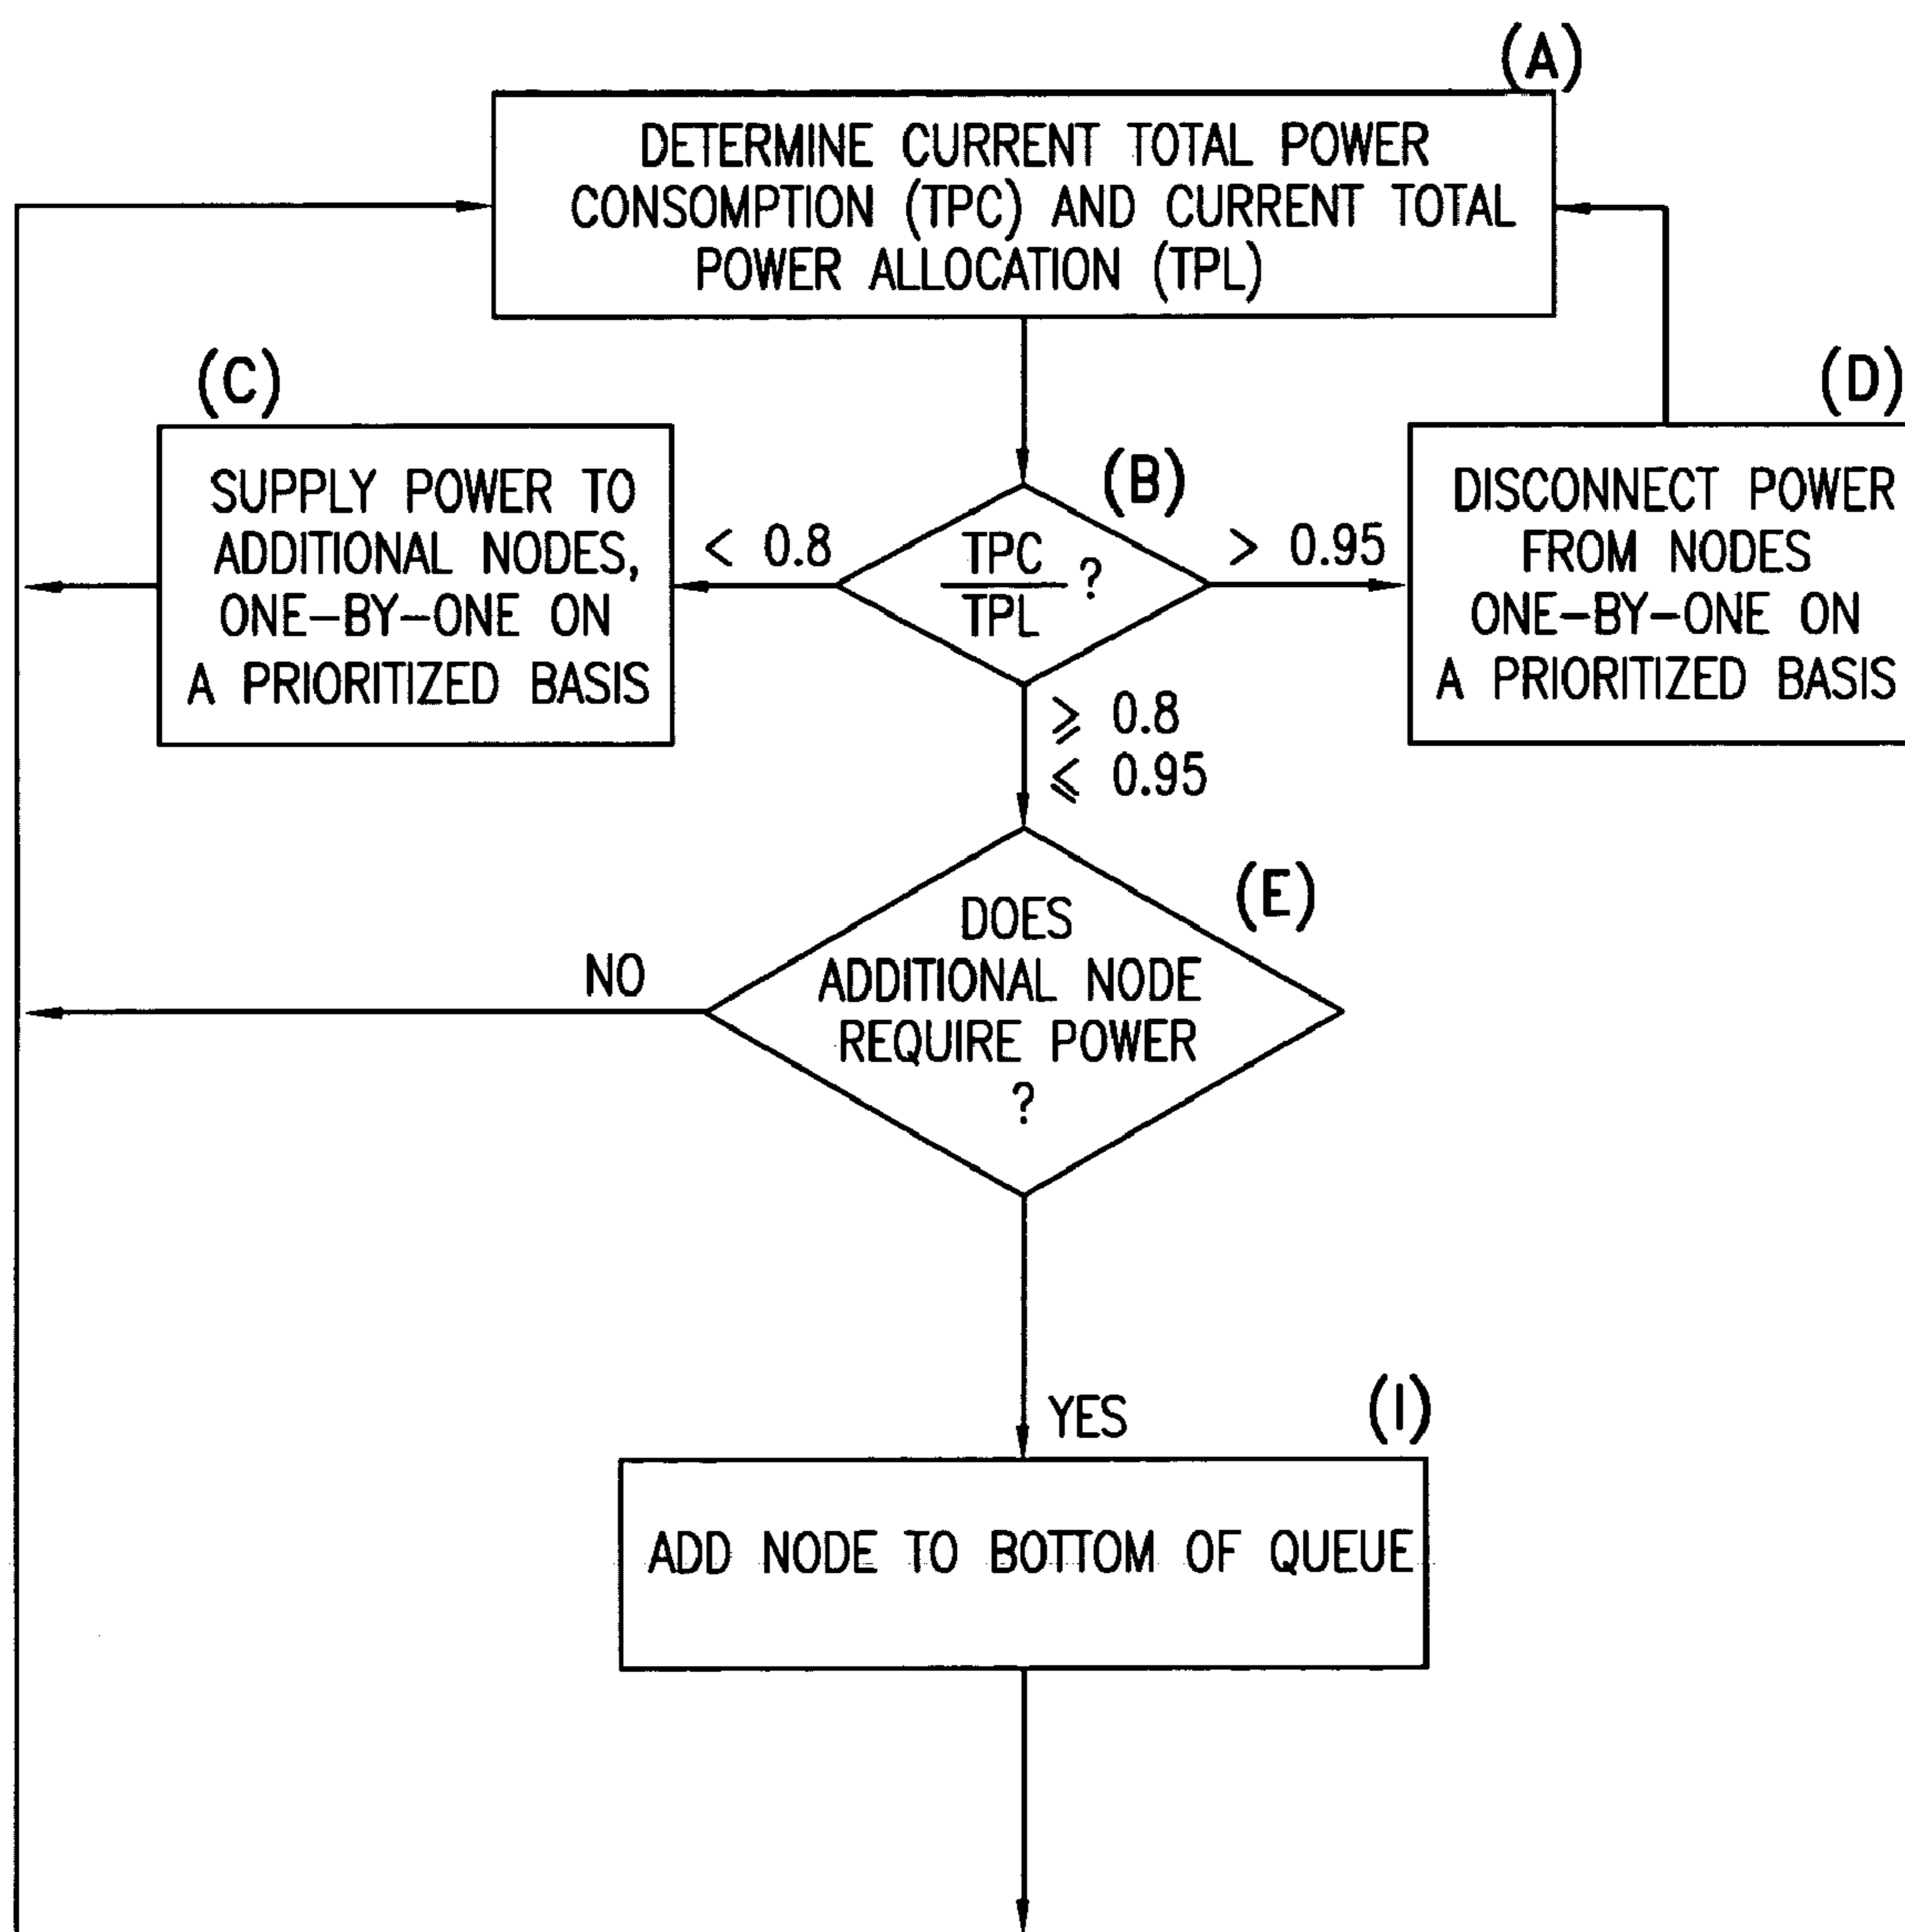 (A)
DETERMINE CURRENT TOTAL POWER
CONSOMPTION (TPC) AND CURRENT TOTAL
POWER ALLOCATION (TPL)
(C)
SUPPLY POWER TO
ADDITIONAL NODES,
ONE-BY-ONE ON
A PRIORITIZED BASIS
< 0.8
(B)
TPC
TPL
?
> 0.95
(D)
DISCONNECT POWER
FROM NODES
ONE-BY-ONE ON
A PRIORITIZED BASIS
⩾ 0.8
⩽ 0.95
(E)
DOES
ADDITIONAL NODE
REQUIRE POWER
?
NO
YES
(I)
ADD NODE TO BOTTOM OF QUEUE